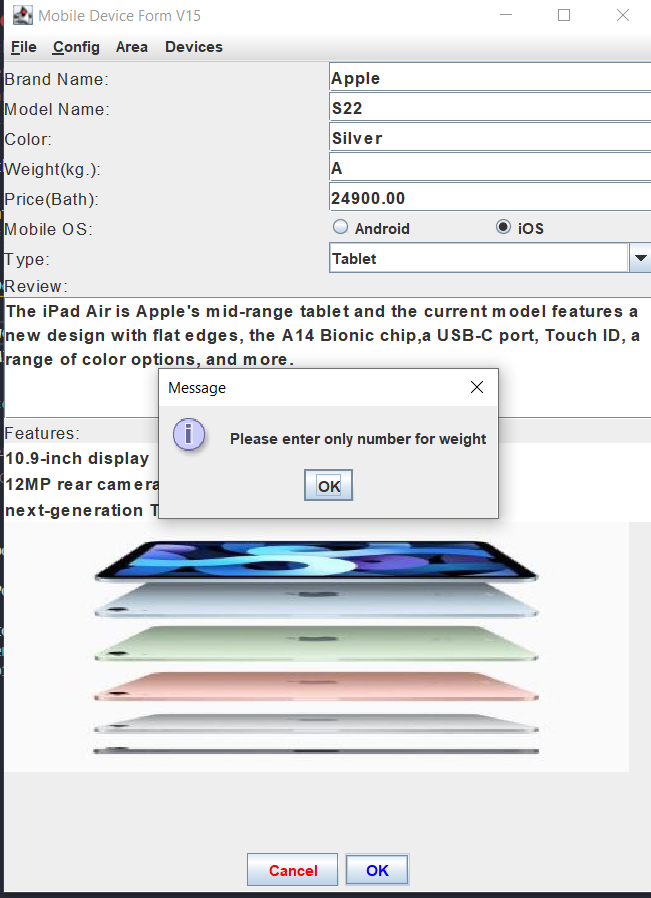 Mobile Device Form V15
File Config Area Devices
Brand Name: Apple
Model Name: S22
Color: Silver
Weight(kg.): A
Price(Bath): 24900.00
Mobile OS: Android iOS
Type: Tablet
Review:
The iPad Air is Apple's mid-range tablet and the current model features a
new design with flat edges, the A14 Bionic chip,a USB-C port, Touch ID, a
range of color options, and more.
Message
Please enter only number for weight
OK
Features:
10.9-inch display
12MP rear camera
next-generation T
Cancel OK